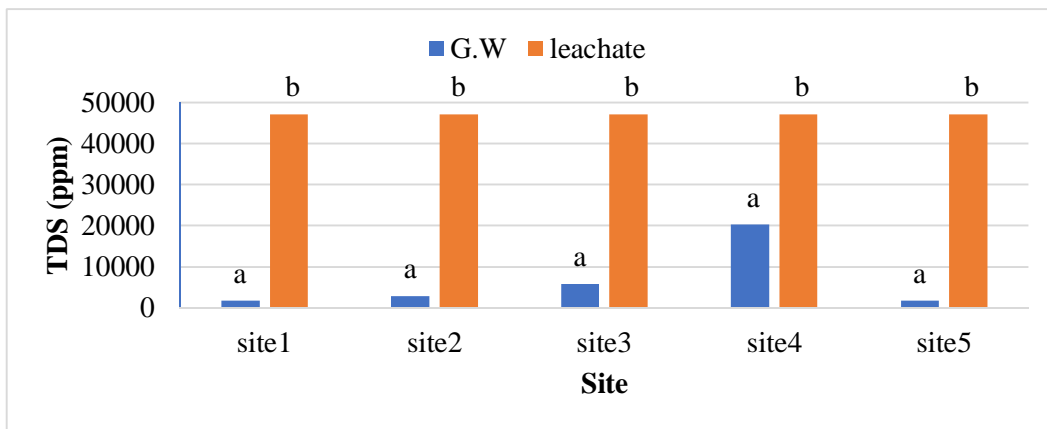 G.W leachate
b b b b b
50000
40000
30000
a
20000
10000
a a a a
0
TDS (ppm)
site1 site2 site3 site4 site5
Site